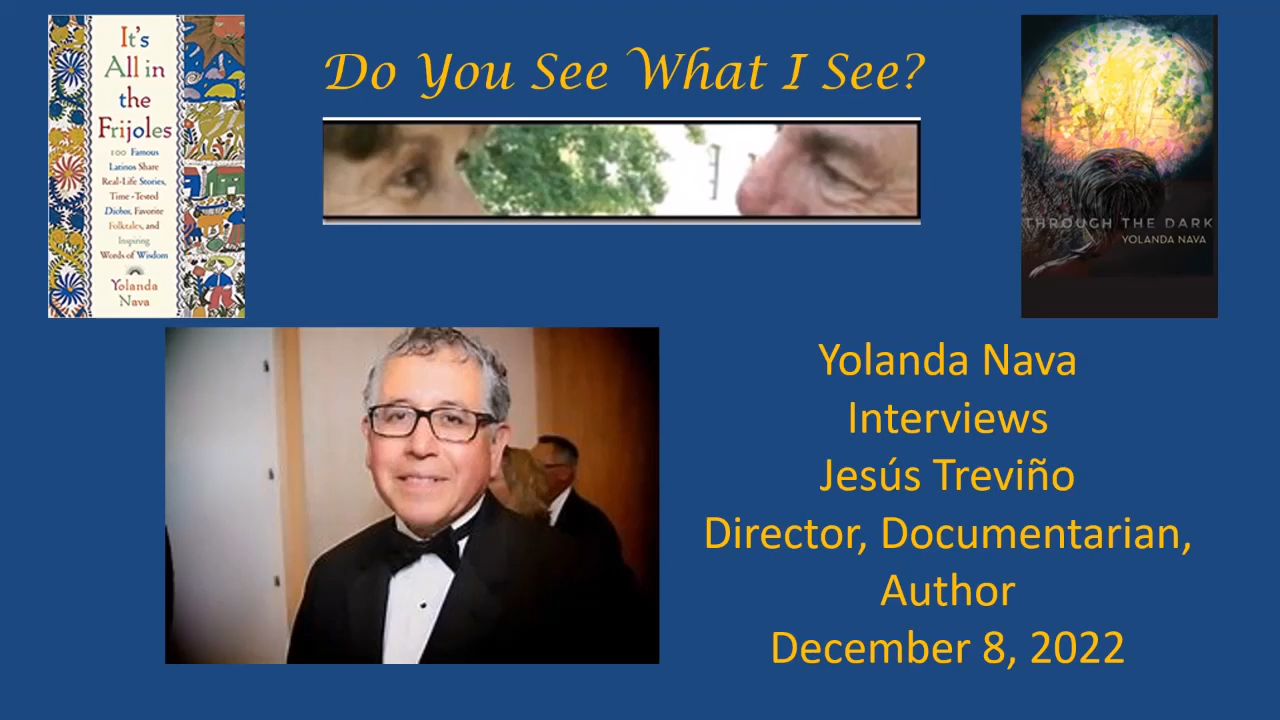 It's
All in
the
Frijoles
100 Famous
Latinos Share
Real-Life Stories,
Time-Tested
Dichos, Favorite
Folktales, and
Inspiring
Words of Wisdom
Yolanda
Nava
Do You See What I See?
THROUGH THE DARK
YOLANDA NAVA
Yolanda Nava
Interviews
Jesús Treviño
Director, Documentarian,
Author
December 8, 2022